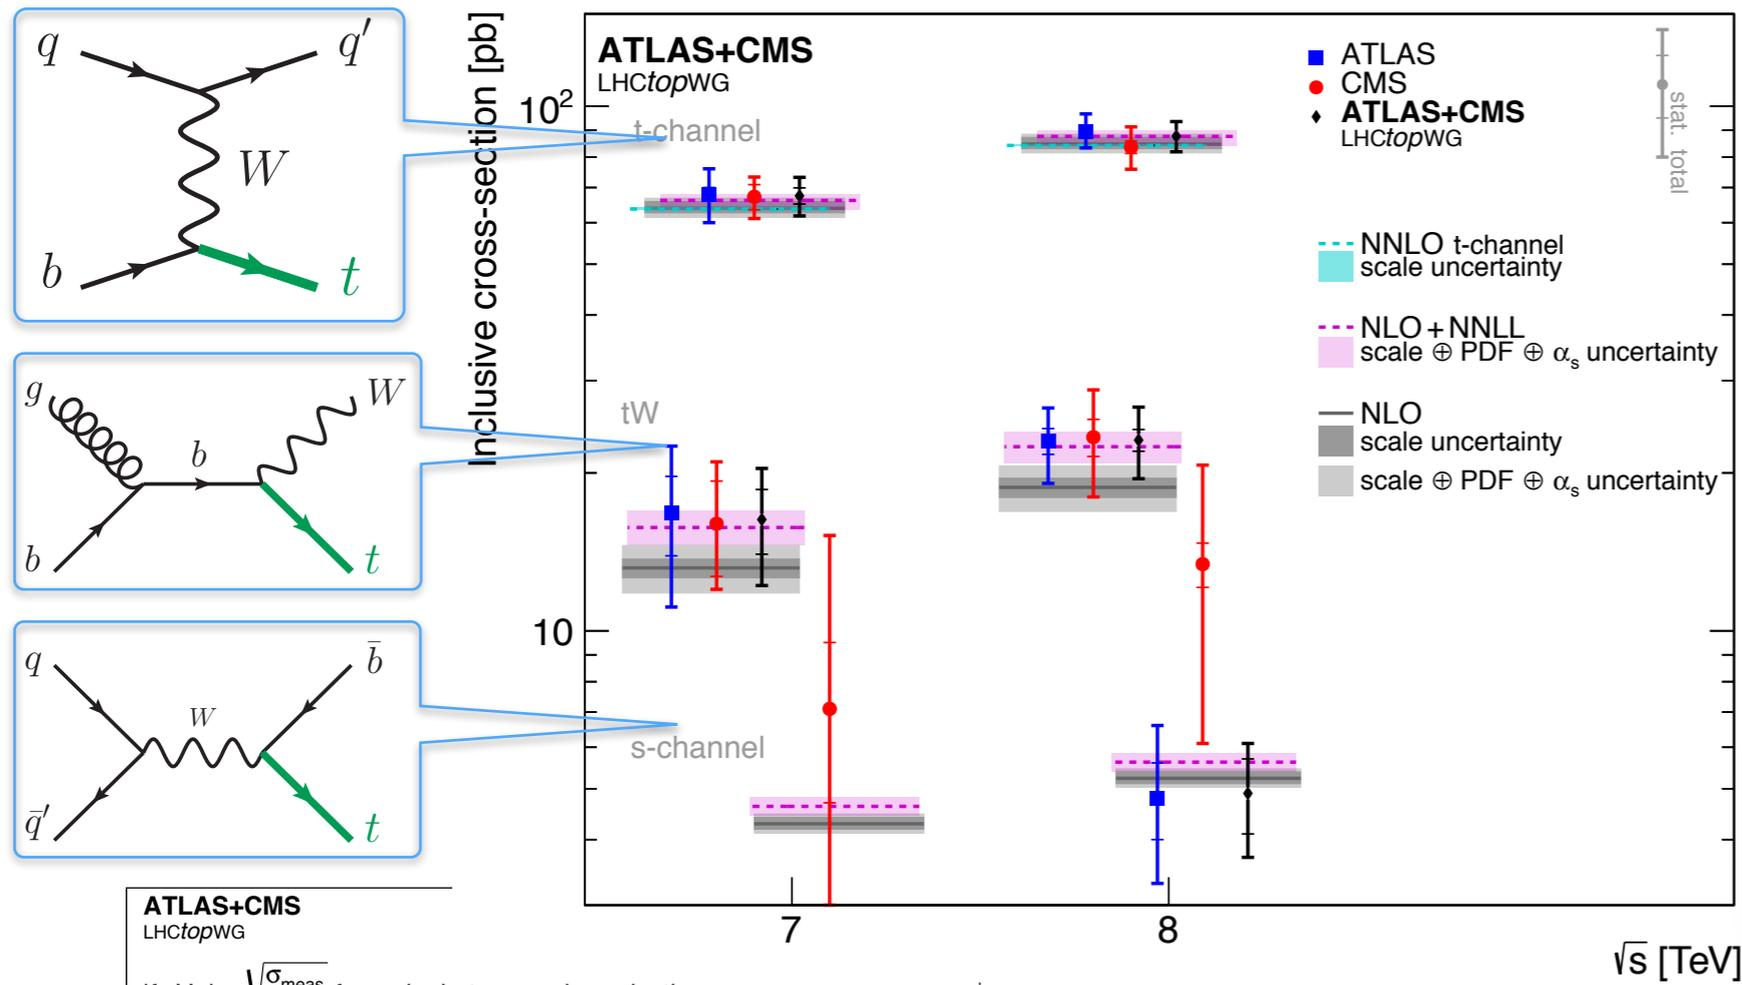 q
q′
W
b
t
g
W
b
b
t
q
b̄
W
q̄′
t
Inclusive cross-section [pb]
10²
10
ATLAS+CMS
LHCtopWG
t-channel
tW
s-channel
ATLAS
CMS
ATLAS+CMS
LHCtopWG
stat. total
NNLO t-channel
scale uncertainty
NLO + NNLL
scale ⊕ PDF ⊕ αs uncertainty
NLO
scale uncertainty
scale ⊕ PDF ⊕ αs uncertainty
7
8
√s [TeV]
ATLAS+CMS
LHCtopWG
√σmeas